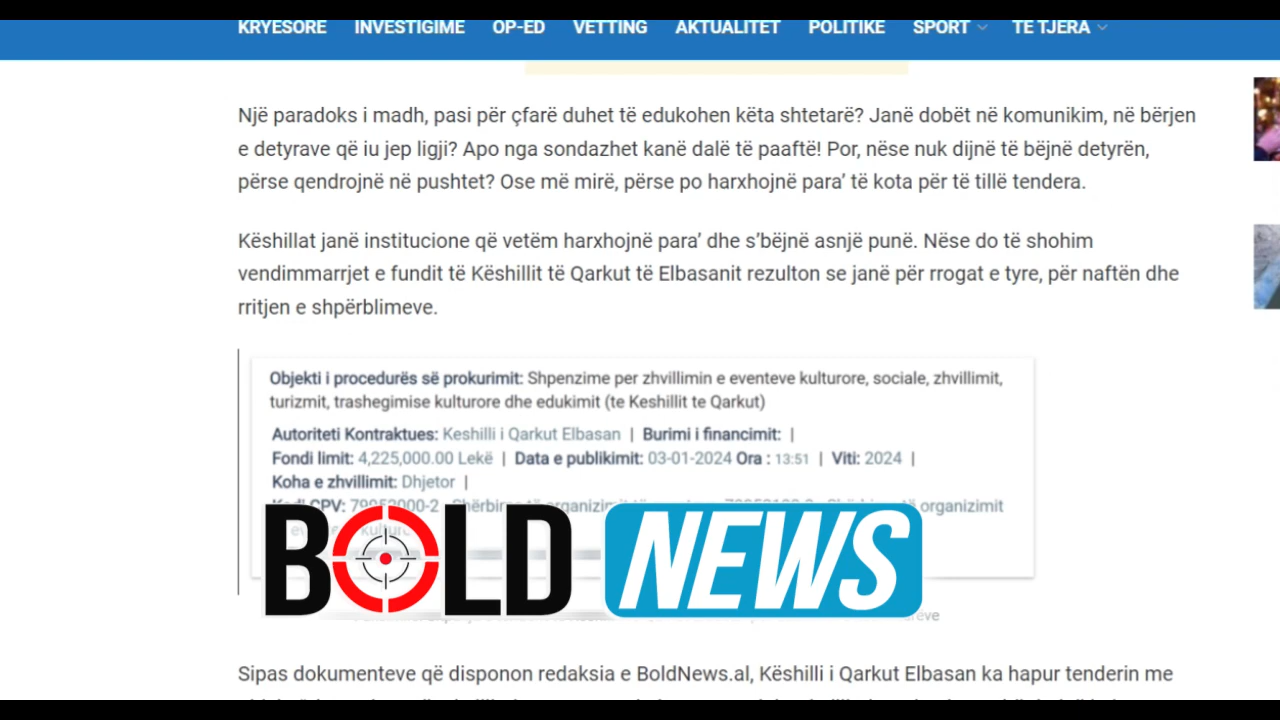 KRYESORE INVESTIGIME OP-ED VETTING AKTUALITET POLITIKE SPORT TE TJERA
Një paradoks i madh, pasi për çfarë duhet të edukohen këta shtetarë? Janë dobët në komunikim, në bërjen
e detyrave që iu jep ligji? Apo nga sondazhet kanë dalë të paaftë! Por, nëse nuk dijnë të bëjnë detyrën,
përse qendrojnë në pushtet? Ose më mirë, përse po harxhojnë para’ të kota për të tillë tendera.
Këshillat janë institucione që vetëm harxhojnë para’ dhe s’bëjnë asnjë punë. Nëse do të shohim
vendimmarrjet e fundit të Këshillit të Qarkut të Elbasanit rezulton se janë për rrogat e tyre, për naftën dhe
rritjen e shpërblimeve.
Objekti i procedurës së prokurimit: Shpenzime per zhvillimin e eventeve kulturore, sociale, zhvillimit,
turizmit, trashegimise kulturore dhe edukimit (te Keshillit te Qarkut)
Autoriteti Kontraktues: Keshilli i Qarkut Elbasan | Burimi i financimit: |
Fondi limit: 4,225,000.00 Lekë | Data e publikimit: 03-01-2024 Ora : 13:51 | Viti: 2024 |
Koha e zhvillimit: Dhjetor |
Kodi CPV: organizimit
BOLD NEWS
Sipas dokumenteve që disponon redaksia e BoldNews.al, Këshilli i Qarkut Elbasan ka hapur tenderin me